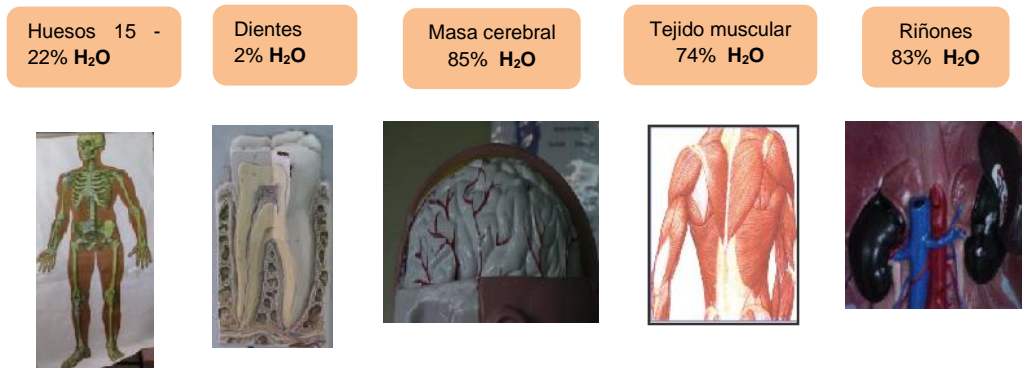 Huesos 15 -
22% H₂O
Dientes
2% H₂O
Masa cerebral
85% H₂O
Tejido muscular
74% H₂O
Riñones
83% H₂O